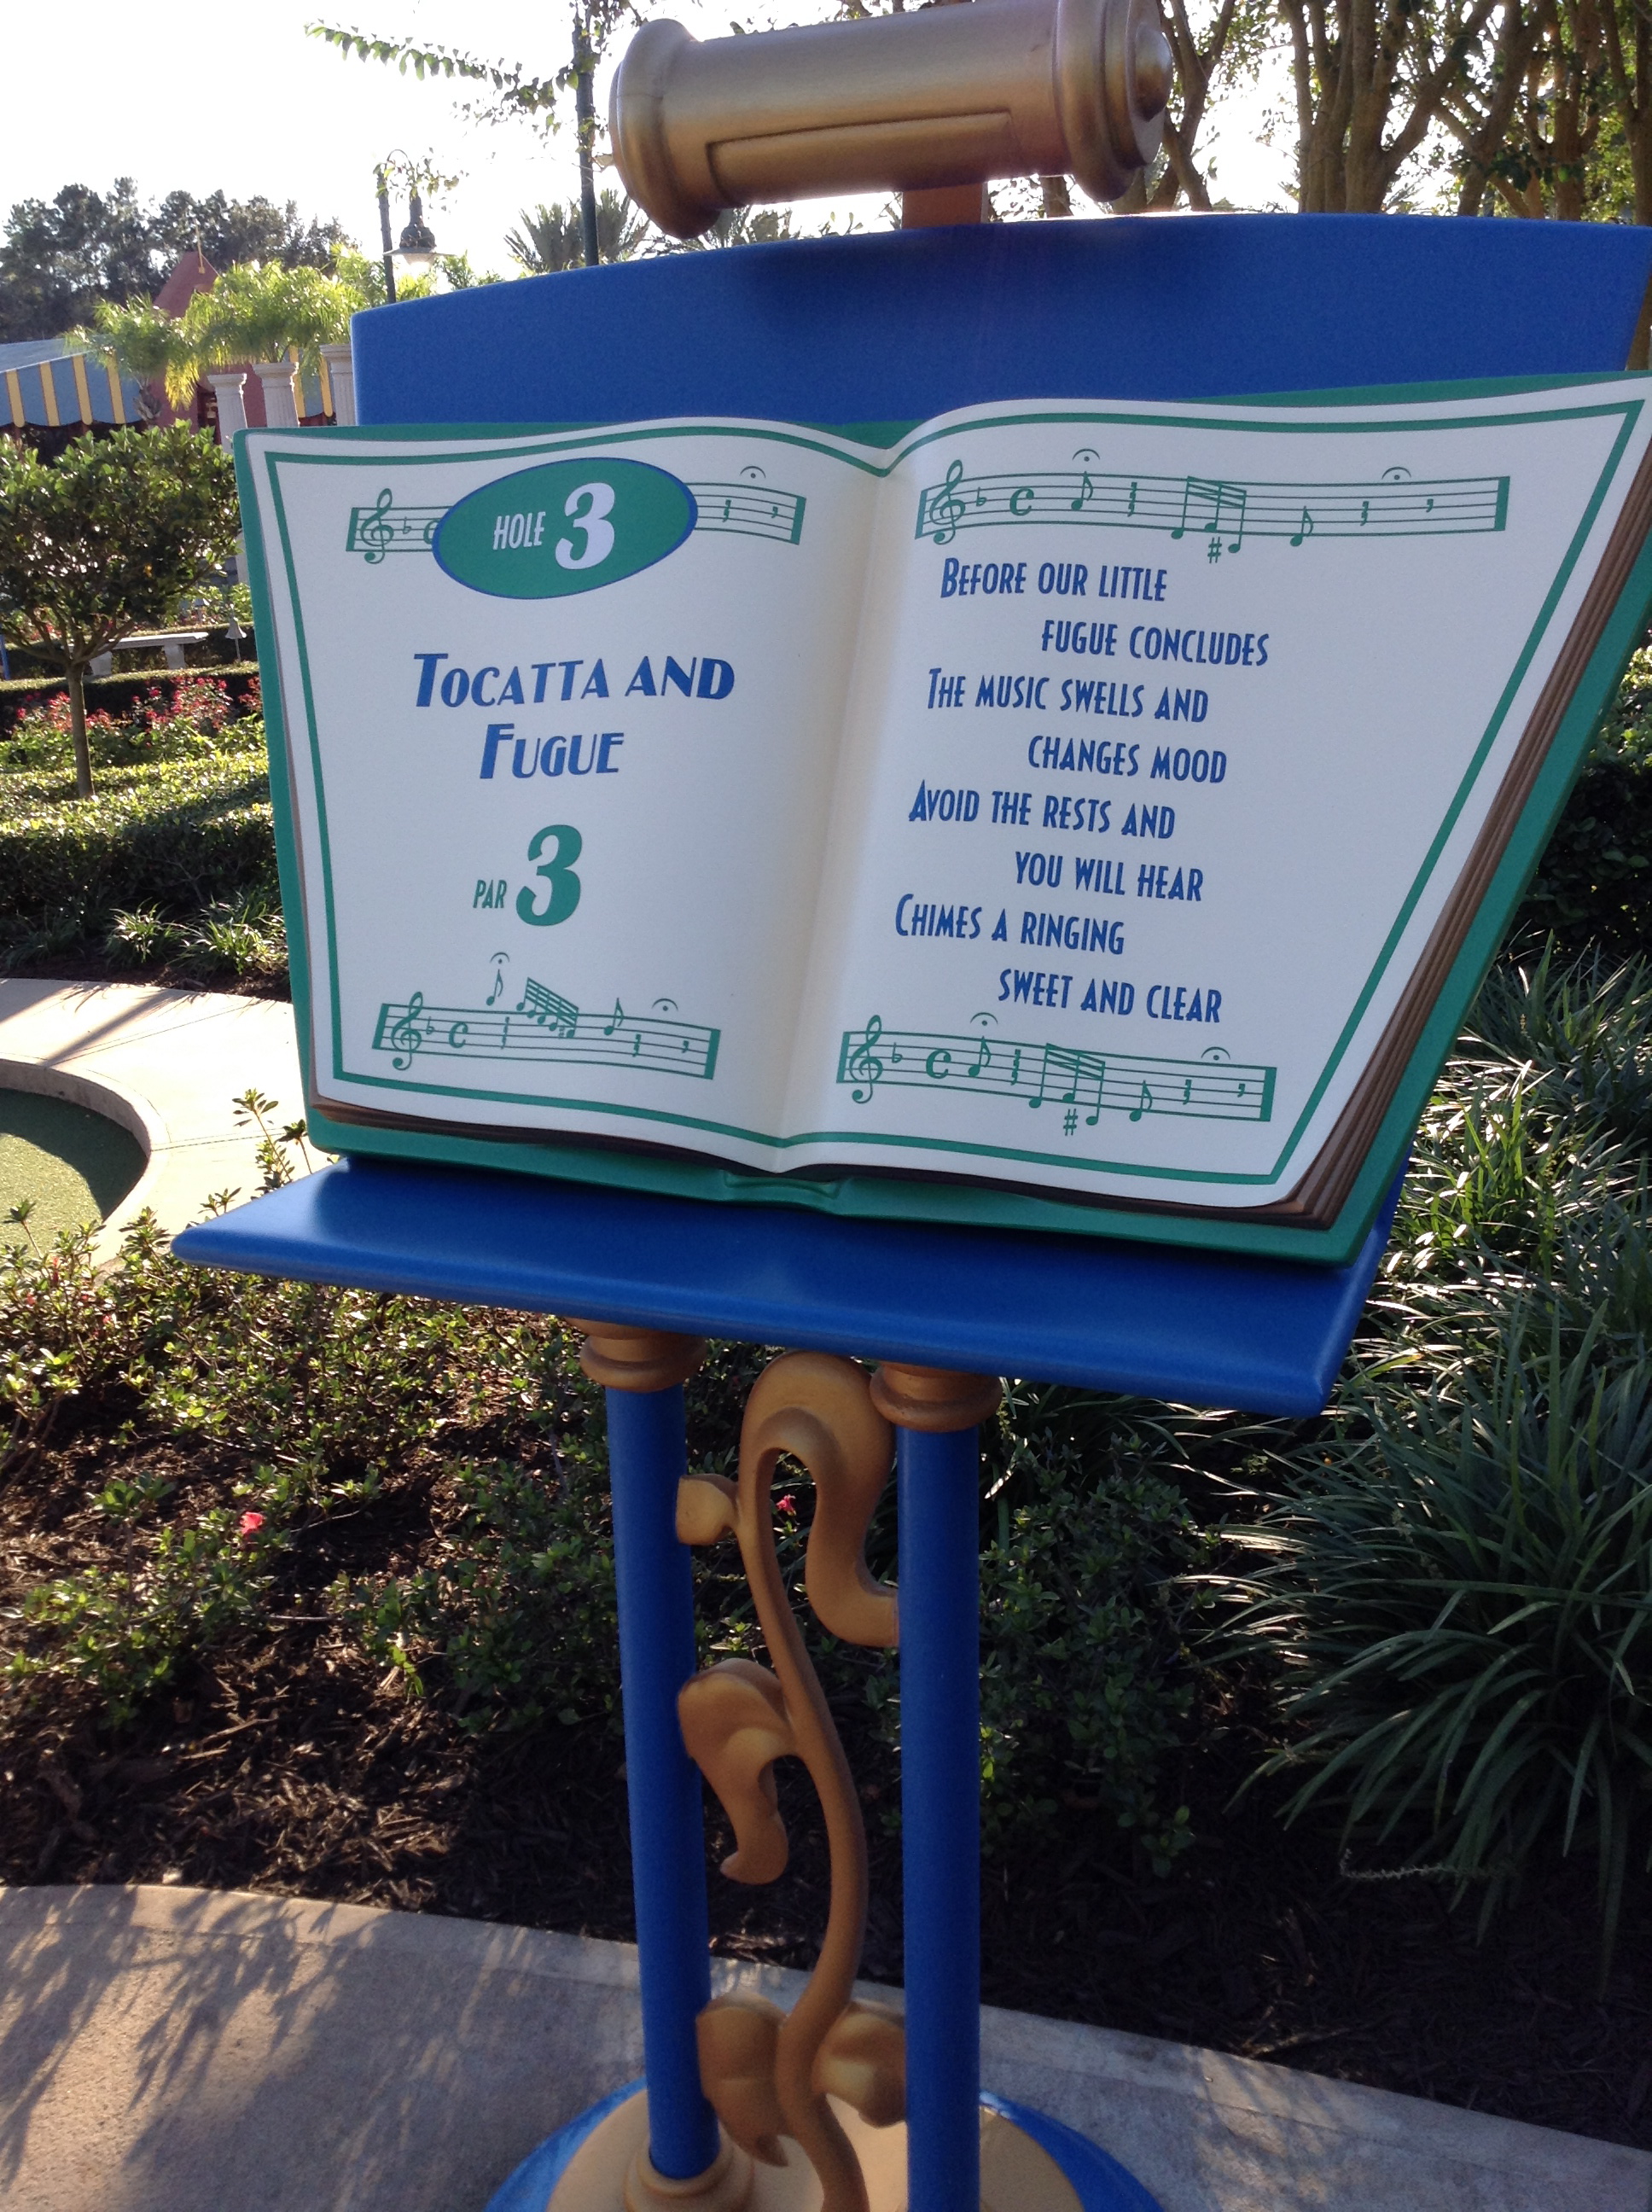 HOLE 3
TOCATTA AND
FUGUE
PAR 3
BEFORE OUR LITTLE
FUGUE CONCLUDES
THE MUSIC SWELLS AND
CHANGES MOOD
AVOID THE RESTS AND
YOU WILL HEAR
CHIMES A RINGING
SWEET AND CLEAR